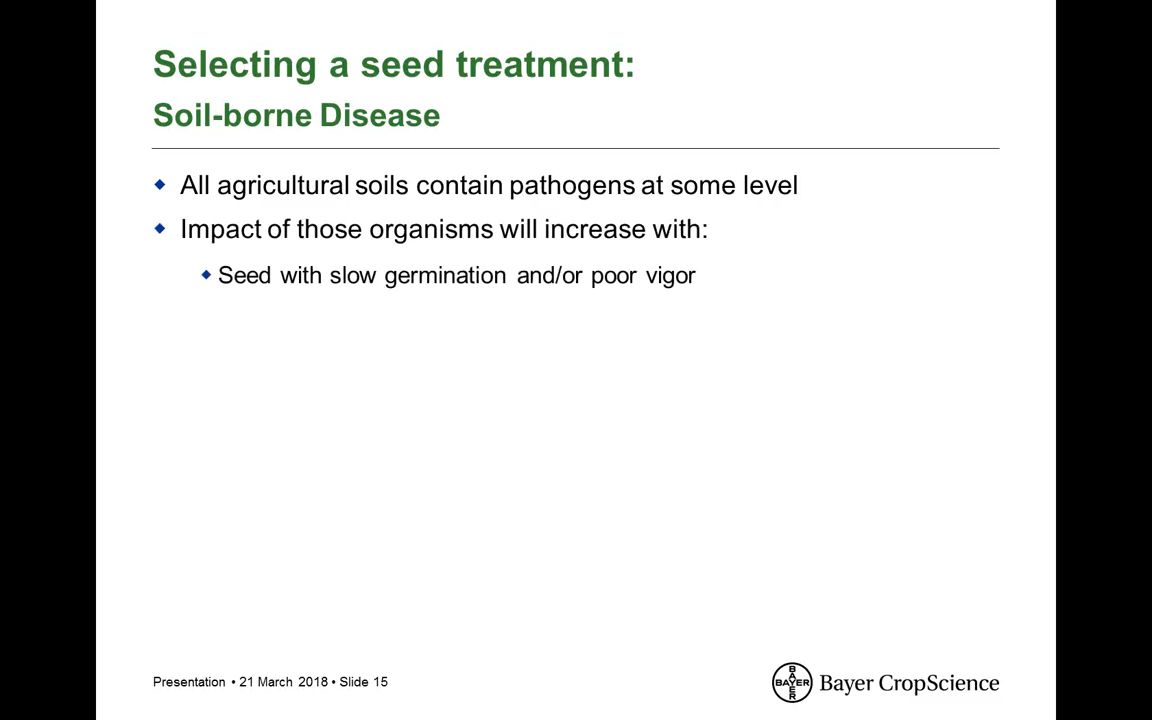 Selecting a seed treatment:
Soil-borne Disease
All agricultural soils contain pathogens at some level
Impact of those organisms will increase with:
Seed with slow germination and/or poor vigor
Presentation • 21 March 2018 • Slide 15
BAYER
BAYER
Bayer CropScience